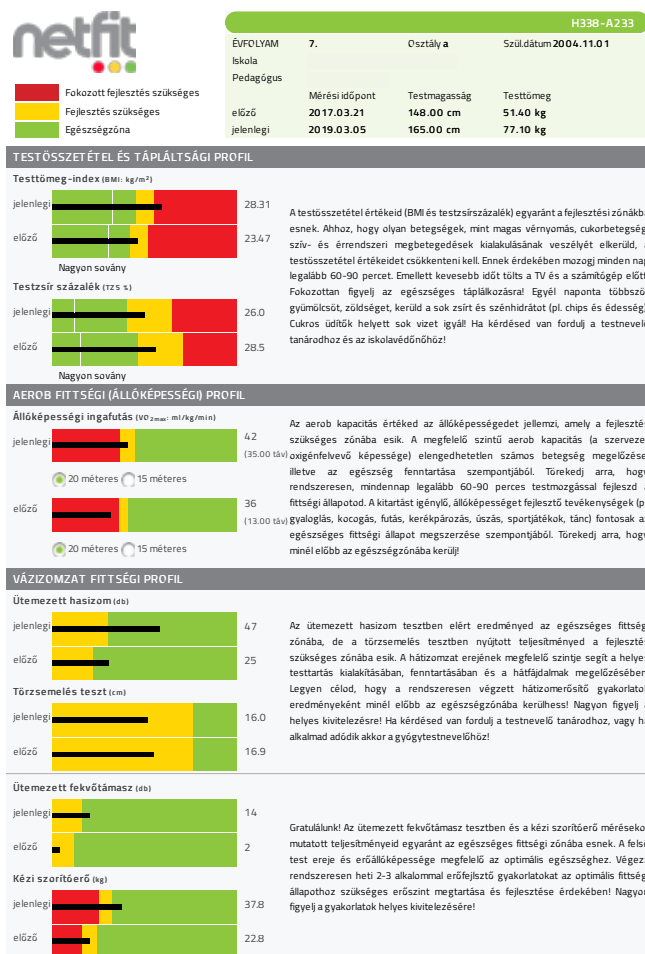 netfit
H338-A233
ÉVFOLYAM 7. Osztály a Szül.dátum 2004.11.01
Iskola
Pedagógus
Mérési időpont Testmagasság Testtömeg
előző 2017.03.21 148.00 cm 51.40 kg
jelenlegi 2019.03.05 165.00 cm 77.10 kg
Fokozott fejlesztés szükséges
Fejlesztés szükséges
Egészségzóna
TESTÖSSZETÉTEL ÉS TÁPLÁLTSÁGI PROFIL
Testtömeg-index (BMI: kg/m²)
jelenlegi 28.31
előző 23.47
Nagyon sovány
Testzsír százalék (TZS %)
jelenlegi 26.0
előző 28.5
Nagyon sovány
A testösszetétel értékeid (BMI és testzsírszázalék) egyaránt a fejlesztési zónákb
esnek. Ahhoz, hogy olyan betegségek, mint magas vérnyomás, cukorbetegség
szív- és érrendszeri megbetegedések kialakulásának veszélyét elkerüld,
testösszetétel értékeidet csökkenteni kell. Ennek érdekében mozogj minden nap
legalább 60-90 percet. Emellett kevesebb időt tölts a TV és a számítógép előtt
Fokozottan figyelj az egészséges táplálkozásra! Egyél naponta többszö
gyümölcsöt, zöldséget, kerüld a sok zsírt és szénhidrátot (pl. chips és édesség)
Cukros üdítők helyett sok vizet igyál! Ha kérdésed van fordulj a testnevelő
tanárodhoz és az iskolavédőnőhöz!
AEROB FITTSÉGI (ÁLLÓKÉPESSÉGI) PROFIL
Állóképességi ingafutás (VO2max: ml/kg/min)
jelenlegi 42
(35.00 táv)
20 méteres 15 méteres
előző 36
(13.00 táv)
20 méteres 15 méteres
Az aerob kapacitás értéked az állóképességedet jellemzi, amely a fejleszté
szükséges zónába esik. A megfelelő szintű aerob kapacitás (a szerveze
oxigénfelvevő képessége) elengedhetetlen számos betegség megelőzése
illetve az egészség fenntartása szempontjából. Törekedj arra, hogy
rendszeresen, mindennap legalább 60-90 perces testmozgással fejleszd
fittségi állapotod. A kitartást igénylő, állóképességet fejlesztő tevékenységek (p
gyaloglás, kocogás, futás, kerékpározás, úszás, sportjátékok, tánc) fontosak a
egészséges fittségi állapot megszerzése szempontjából. Törekedj arra, hogy
minél előbb az egészségzónába kerülj!
VÁZIZOMZAT FITTSÉGI PROFIL
Ütemezett hasizom (db)
jelenlegi 47
előző 25
Törzsemelés teszt (cm)
jelenlegi 16.0
előző 16.9
Az ütemezett hasizom tesztben elért eredményed az egészséges fittség
zónába, de a törzsemelés tesztben nyújtott teljesítményed a fejleszté
szükséges zónába esik. A hátizomzat erejének megfelelő szintje segít a helye
testtartás kialakításában, fenntartásában és a hátfájdalmak megelőzésében
Legyen célod, hogy a rendszeresen végzett hátizomerősítő gyakorlato
eredményeként minél előbb az egészségzónába kerülhess! Nagyon figyelj
helyes kivitelezésre! Ha kérdésed van fordulj a testnevelő tanárodhoz, vagy h
alkalmad adódik akkor a gyógytestnevelőhöz!
Ütemezett fekvőtámasz (db)
jelenlegi 14
előző 2
Kézi szorítóerő (kg)
jelenlegi 37.8
előző 22.8
Gratulálunk! Az ütemezett fekvőtámasz tesztben és a kézi szorítóerő méréseko
mutatott teljesítményeid egyaránt az egészséges fittségi zónába esnek. A fels
test ereje és erőállóképessége megfelelő az optimális egészséghez. Végez
rendszeresen heti 2-3 alkalommal erőfejlsztő gyakorlatokat az optimális fittség
állapothoz szükséges erőszint megtartása és fejlesztése érdekében! Nagyon
figyelj a gyakorlatok helyes kivitelezésére!